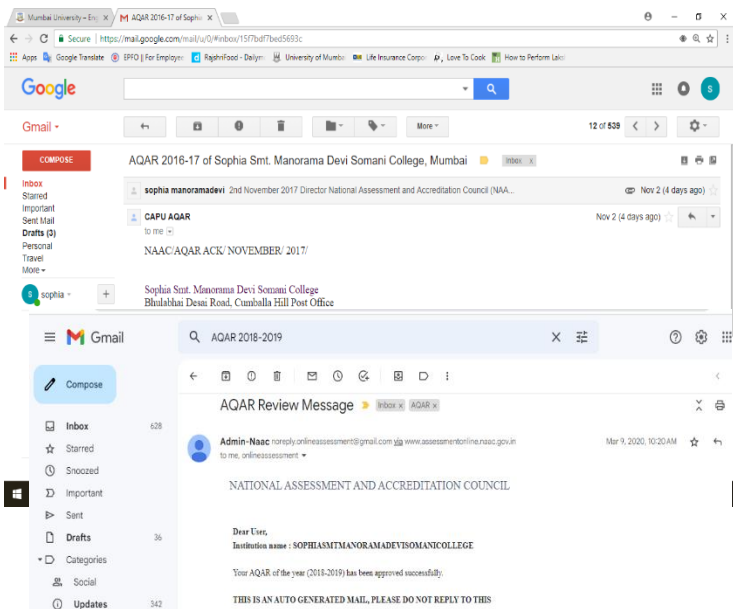 Mumbai University – Eng
AQAR 2016-17 of Sophia
Secure https://mail.google.com/mail/u/0/#inbox/15f7bdf7bed5693c
Apps Google Translate EPFO || For Employe RajshriFood - Dailym University of Mumba Life Insurance Corpo Love To Cook How to Perform Laks
Google
S
Gmail
More
12 of 539
COMPOSE
AQAR 2016-17 of Sophia Smt. Manorama Devi Somani College, Mumbai Inbox x
Inbox
Starred
Important
Sent Mail
Drafts (3)
Personal
Travel
More
sophia manoramadevi 2nd November 2017 Director National Assessment and Accreditation Council (NAA... Nov 2 (4 days ago)
CAPU AQAR Nov 2 (4 days ago)
to me
NAAC/AQAR ACK/ NOVEMBER/ 2017/
S sophia +
Sophia Smt. Manorama Devi Somani College
Bhulabhai Desai Road, Cumballa Hill Post Office
Gmail
AQAR 2018-2019
Compose
AQAR Review Message Inbox x AQAR x
Inbox 628
Starred
Snoozed
Important
Sent
Drafts 36
Categories
Social
Updates 342
Admin-Naac noreply.onlineassessment@gmail.com via www.assessmentonline.naac.gov.in Mar 9, 2020, 10:20 AM
to me, onlineassessment
NATIONAL ASSESSMENT AND ACCREDITATION COUNCIL
Dear User,
Institution name : SOPHIASMTMANORAMADEVISOMANICOLLEGE
Your AQAR of the year (2018-2019) has been approved successfully.
THIS IS AN AUTO GENERATED MAIL, PLEASE DO NOT REPLY TO THIS